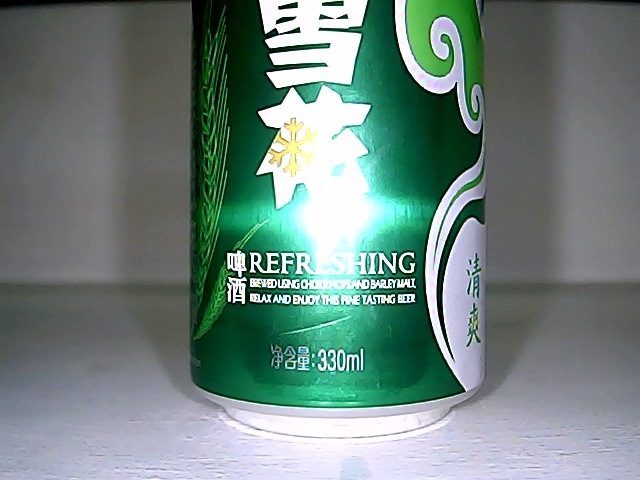 雪花
啤酒
REFRESHING
BREWED USING CHOICE HOPS AND BARLEY MALT,
RELAX AND ENJOY THIS FINE TASTING BEER
净含量:330ml
清爽